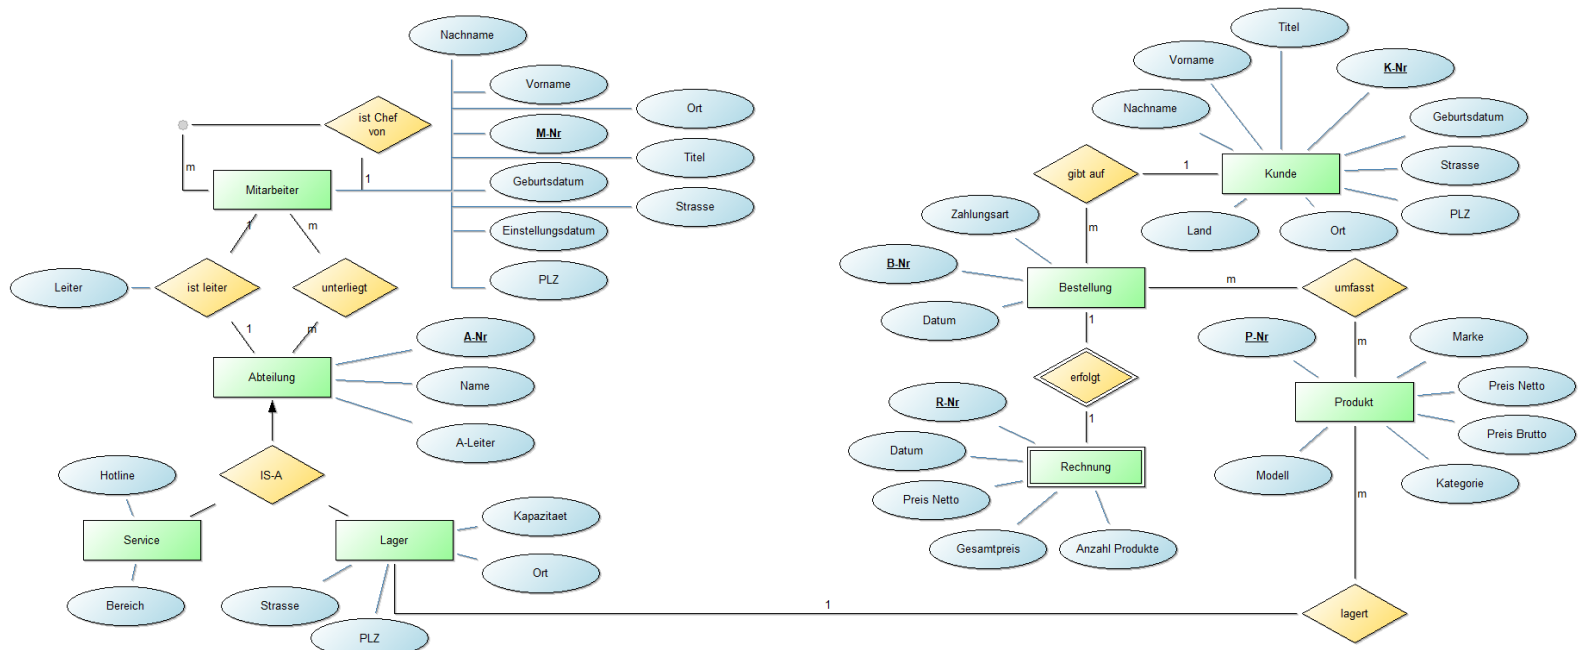 Nachname
Titel
Vorname
K-Nr
Vorname
Ort
Nachname
ist Chef
von
M-Nr
Geburtsdatum
m
Titel
gibt auf
1
Kunde
Strasse
Mitarbeiter
1
Geburtsdatum
Strasse
Zahlungsart
PLZ
1
m
Einstellungsdatum
m
Land
Ort
B-Nr
Leiter
ist leiter
unterliegt
PLZ
Bestellung
m
umfasst
Datum
1
m
1
A-Nr
P-Nr
Marke
m
Abteilung
Name
erfolgt
Produkt
Preis Netto
R-Nr
1
Preis Brutto
A-Leiter
Datum
Rechnung
Modell
Kategorie
Hotline
IS-A
Preis Netto
m
Kapazitaet
Service
Lager
Gesamtpreis
Anzahl Produkte
Ort
Bereich
Strasse
1
lagert
PLZ